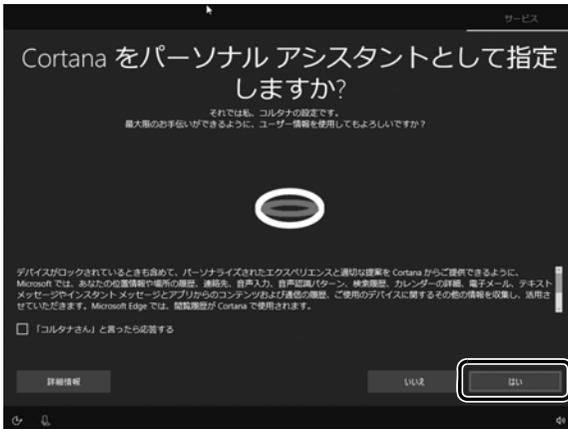 サービス
Cortana をパーソナル アシスタントとして指定
しますか?
それでは私、コルタナの設定です。
最大限のお手伝いができるように、ユーザー情報を使用してもよろしいですか？
デバイスがロックされているときも含めて、パーソナライズされたエクスペリエンスと適切な提案を Cortana からご提供できるように、
Microsoft では、あなたの位置情報や場所の履歴、連絡先、音声入力、音声認識パターン、検索履歴、カレンダーの詳細、電子メール、テキスト
メッセージやインスタント メッセージとアプリからのコンテンツおよび通信の履歴、ご使用のデバイスに関するその他の情報を収集し、活用さ
せていただきます。Microsoft Edge では、閲覧履歴が Cortana で使用されます。
「コルタナさん」と言ったら応答する
詳細情報
いいえ
はい